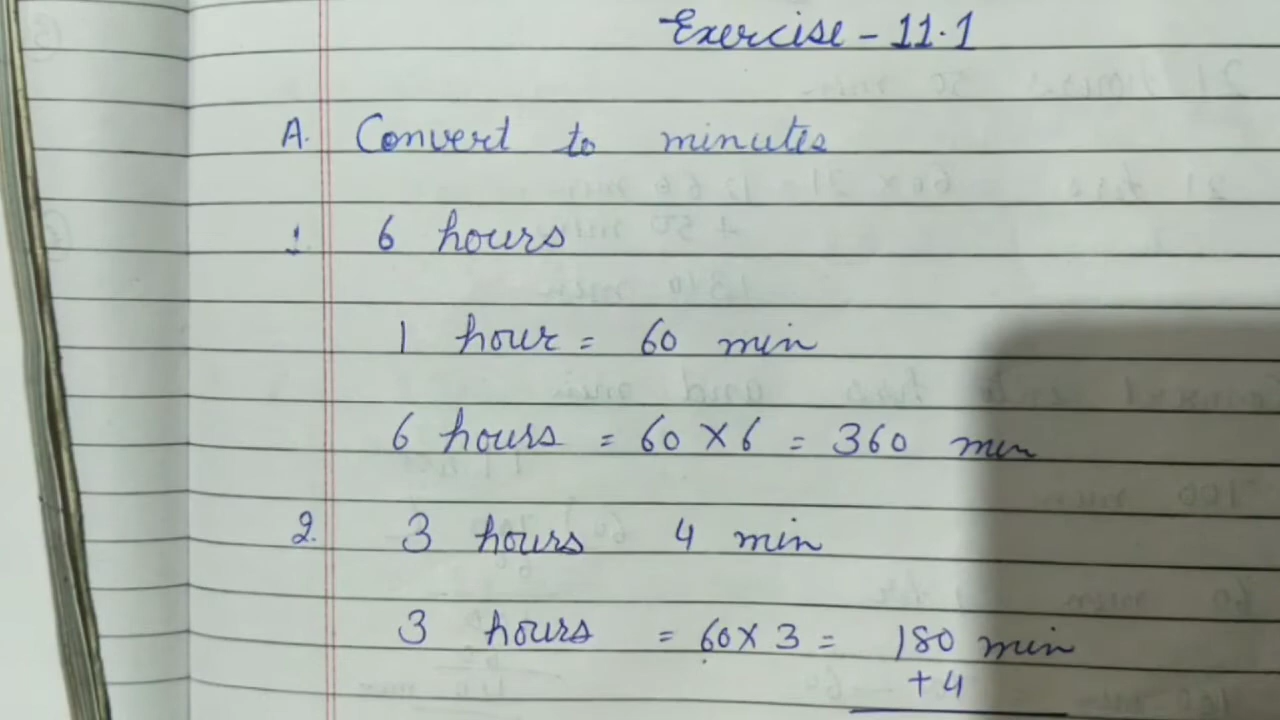 Exercise - 11.1
A. Convert to minutes
1. 6 hours
1 hour = 60 min
6 hours = 60 × 6 = 360 min
2. 3 hours 4 min
3 hours = 60 × 3 = 180 min
+ 4